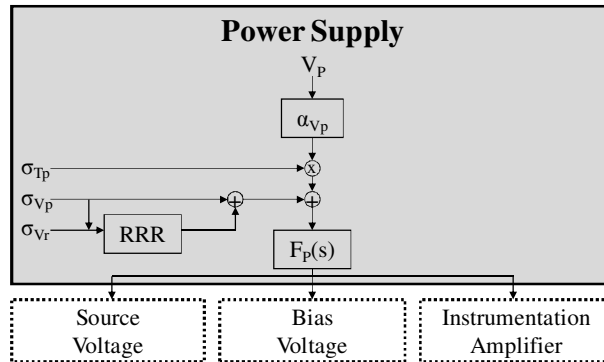 Power Supply
V_P
α_Vp
σ_Tp
x
σ_Vp
+
+
σ_Vr
RRR
F_P(s)
Source
Voltage
Bias
Voltage
Instrumentation
Amplifier